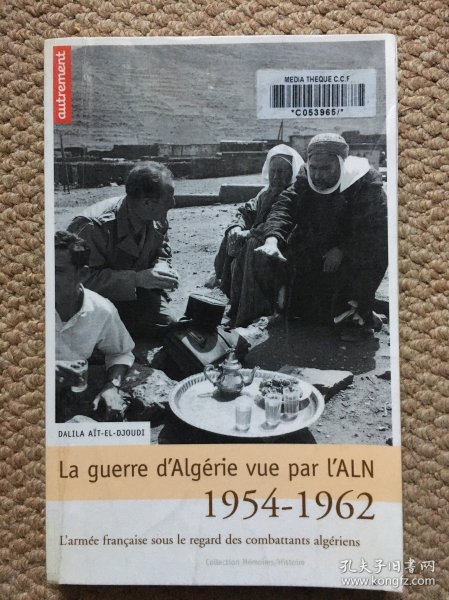 autrement
MEDIA THEQUE C.C.F
*C053965/*
DALILA AÏT-EL-DJOUDI
La guerre d'Algérie vue par l'ALN
1954-1962
L'armée française sous le regard des combattants algériens
Collection Mémoires/Histoire
孔夫子旧书网
www.kongfz.com